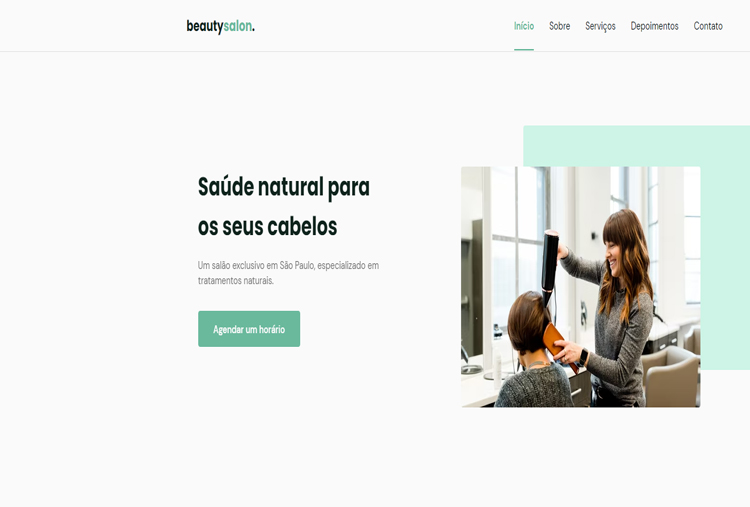 beautysalon.
Início Sobre Serviços Depoimentos Contato
Saúde natural para
os seus cabelos
Um salão exclusivo em São Paulo, especializado em
tratamentos naturais.
Agendar um horário